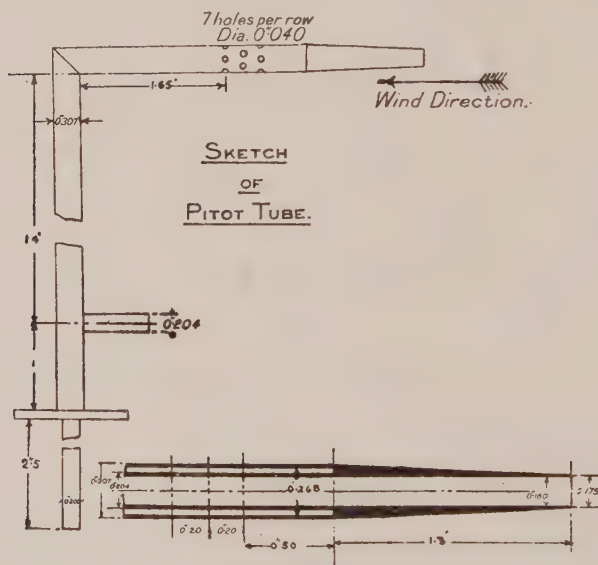 7 holes per row
Dia. 0"·040
1·65"
Wind Direction.
0"·307
SKETCH
OF
PITOT TUBE.
14"
0"·204
1"
2"·5
0"·307
0"·204
0"·268
0"·160
0"·175
0"·20
0"·20
0"·50
1·3"